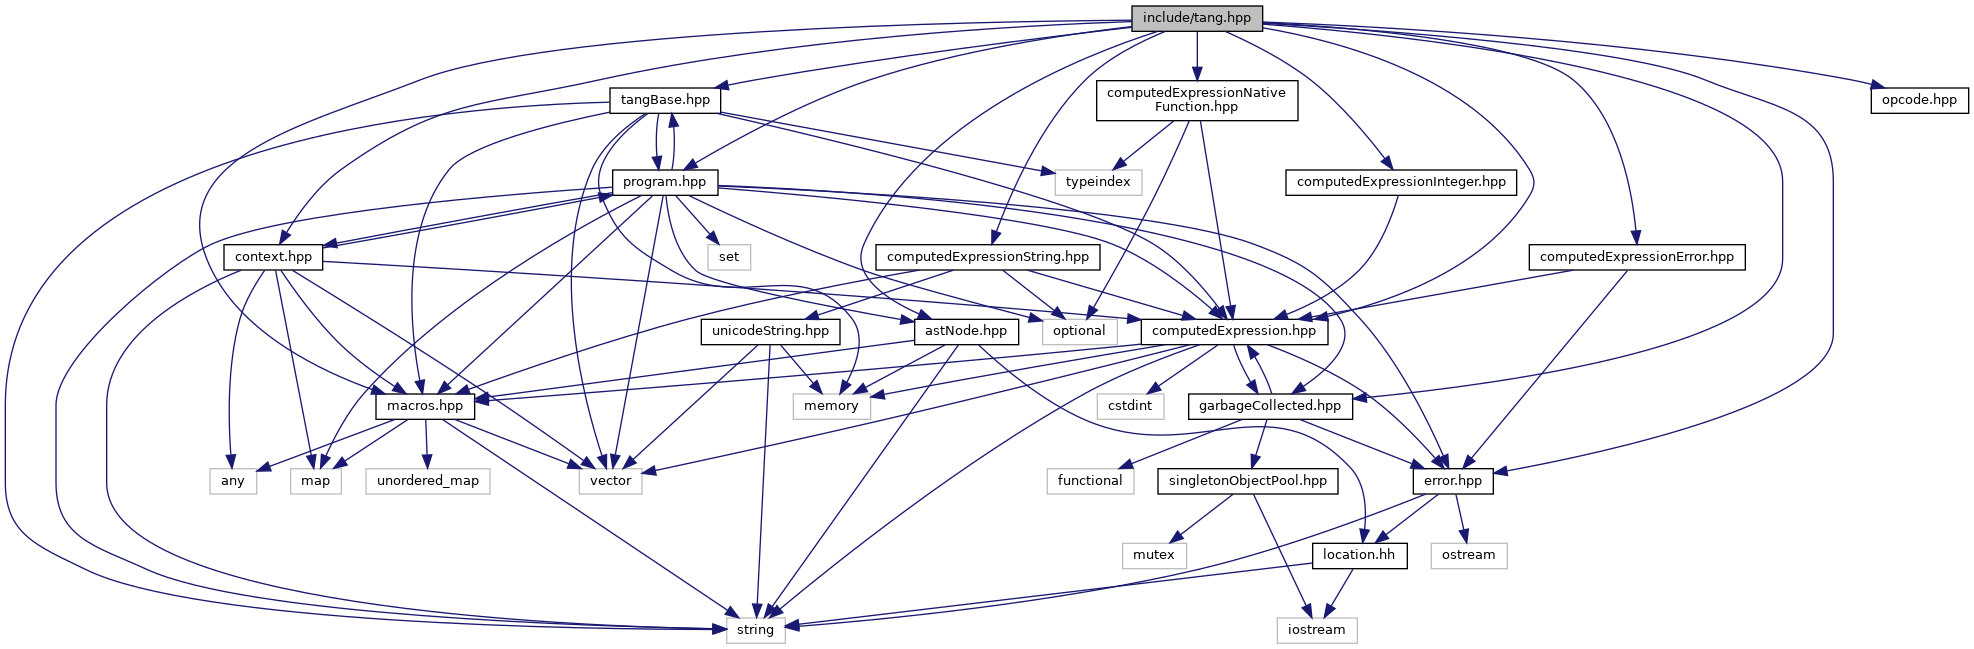 include/tang.hpp
tangBase.hpp
computedExpressionNative
Function.hpp
opcode.hpp
program.hpp
typeindex
computedExpressionInteger.hpp
context.hpp
set
computedExpressionString.hpp
computedExpressionError.hpp
unicodeString.hpp
astNode.hpp
optional
computedExpression.hpp
macros.hpp
memory
cstdint
garbageCollected.hpp
any
map
unordered_map
vector
functional
singletonObjectPool.hpp
error.hpp
mutex
location.hh
ostream
string
iostream